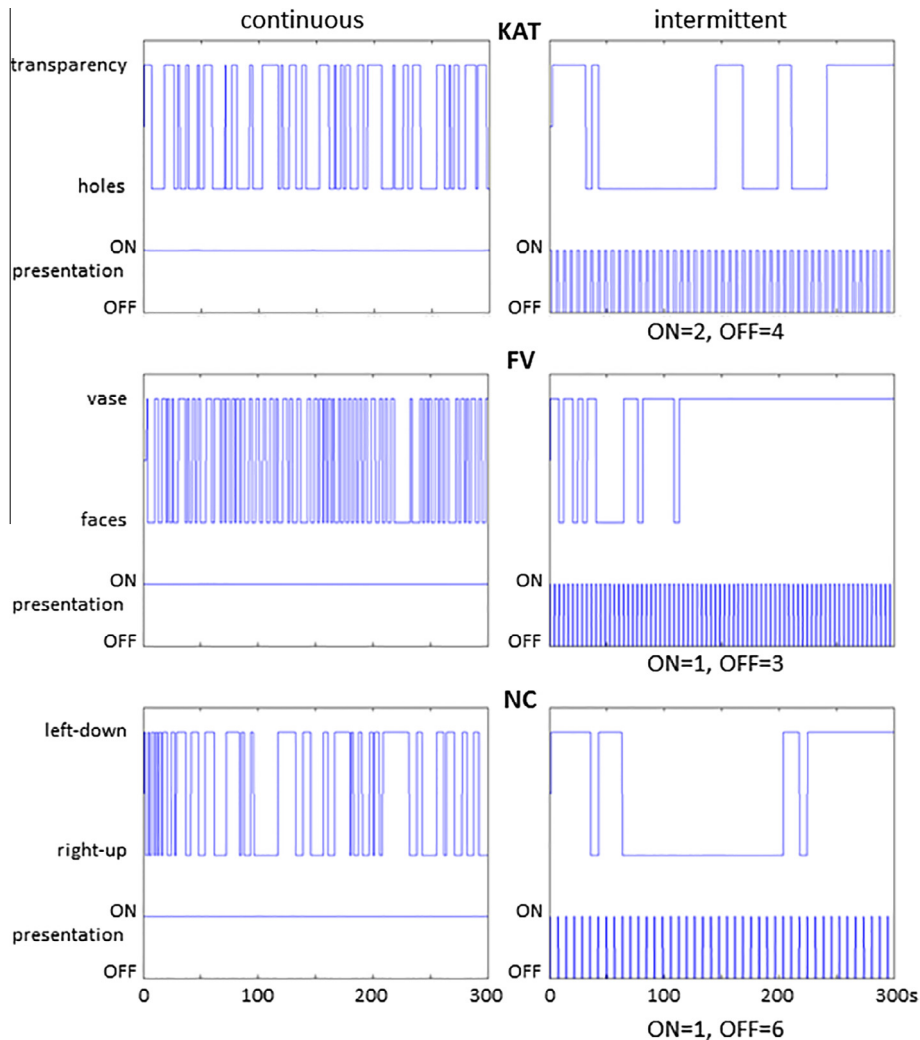 continuous intermittent
KAT
transparency
holes
ON ON
presentation
OFF OFF
ON=2, OFF=4
FV
vase
faces
ON ON
presentation
OFF OFF
ON=1, OFF=3
NC
left-down
right-up
ON ON
presentation
OFF OFF
0 100 200 300 0 100 200 300s
ON=1, OFF=6